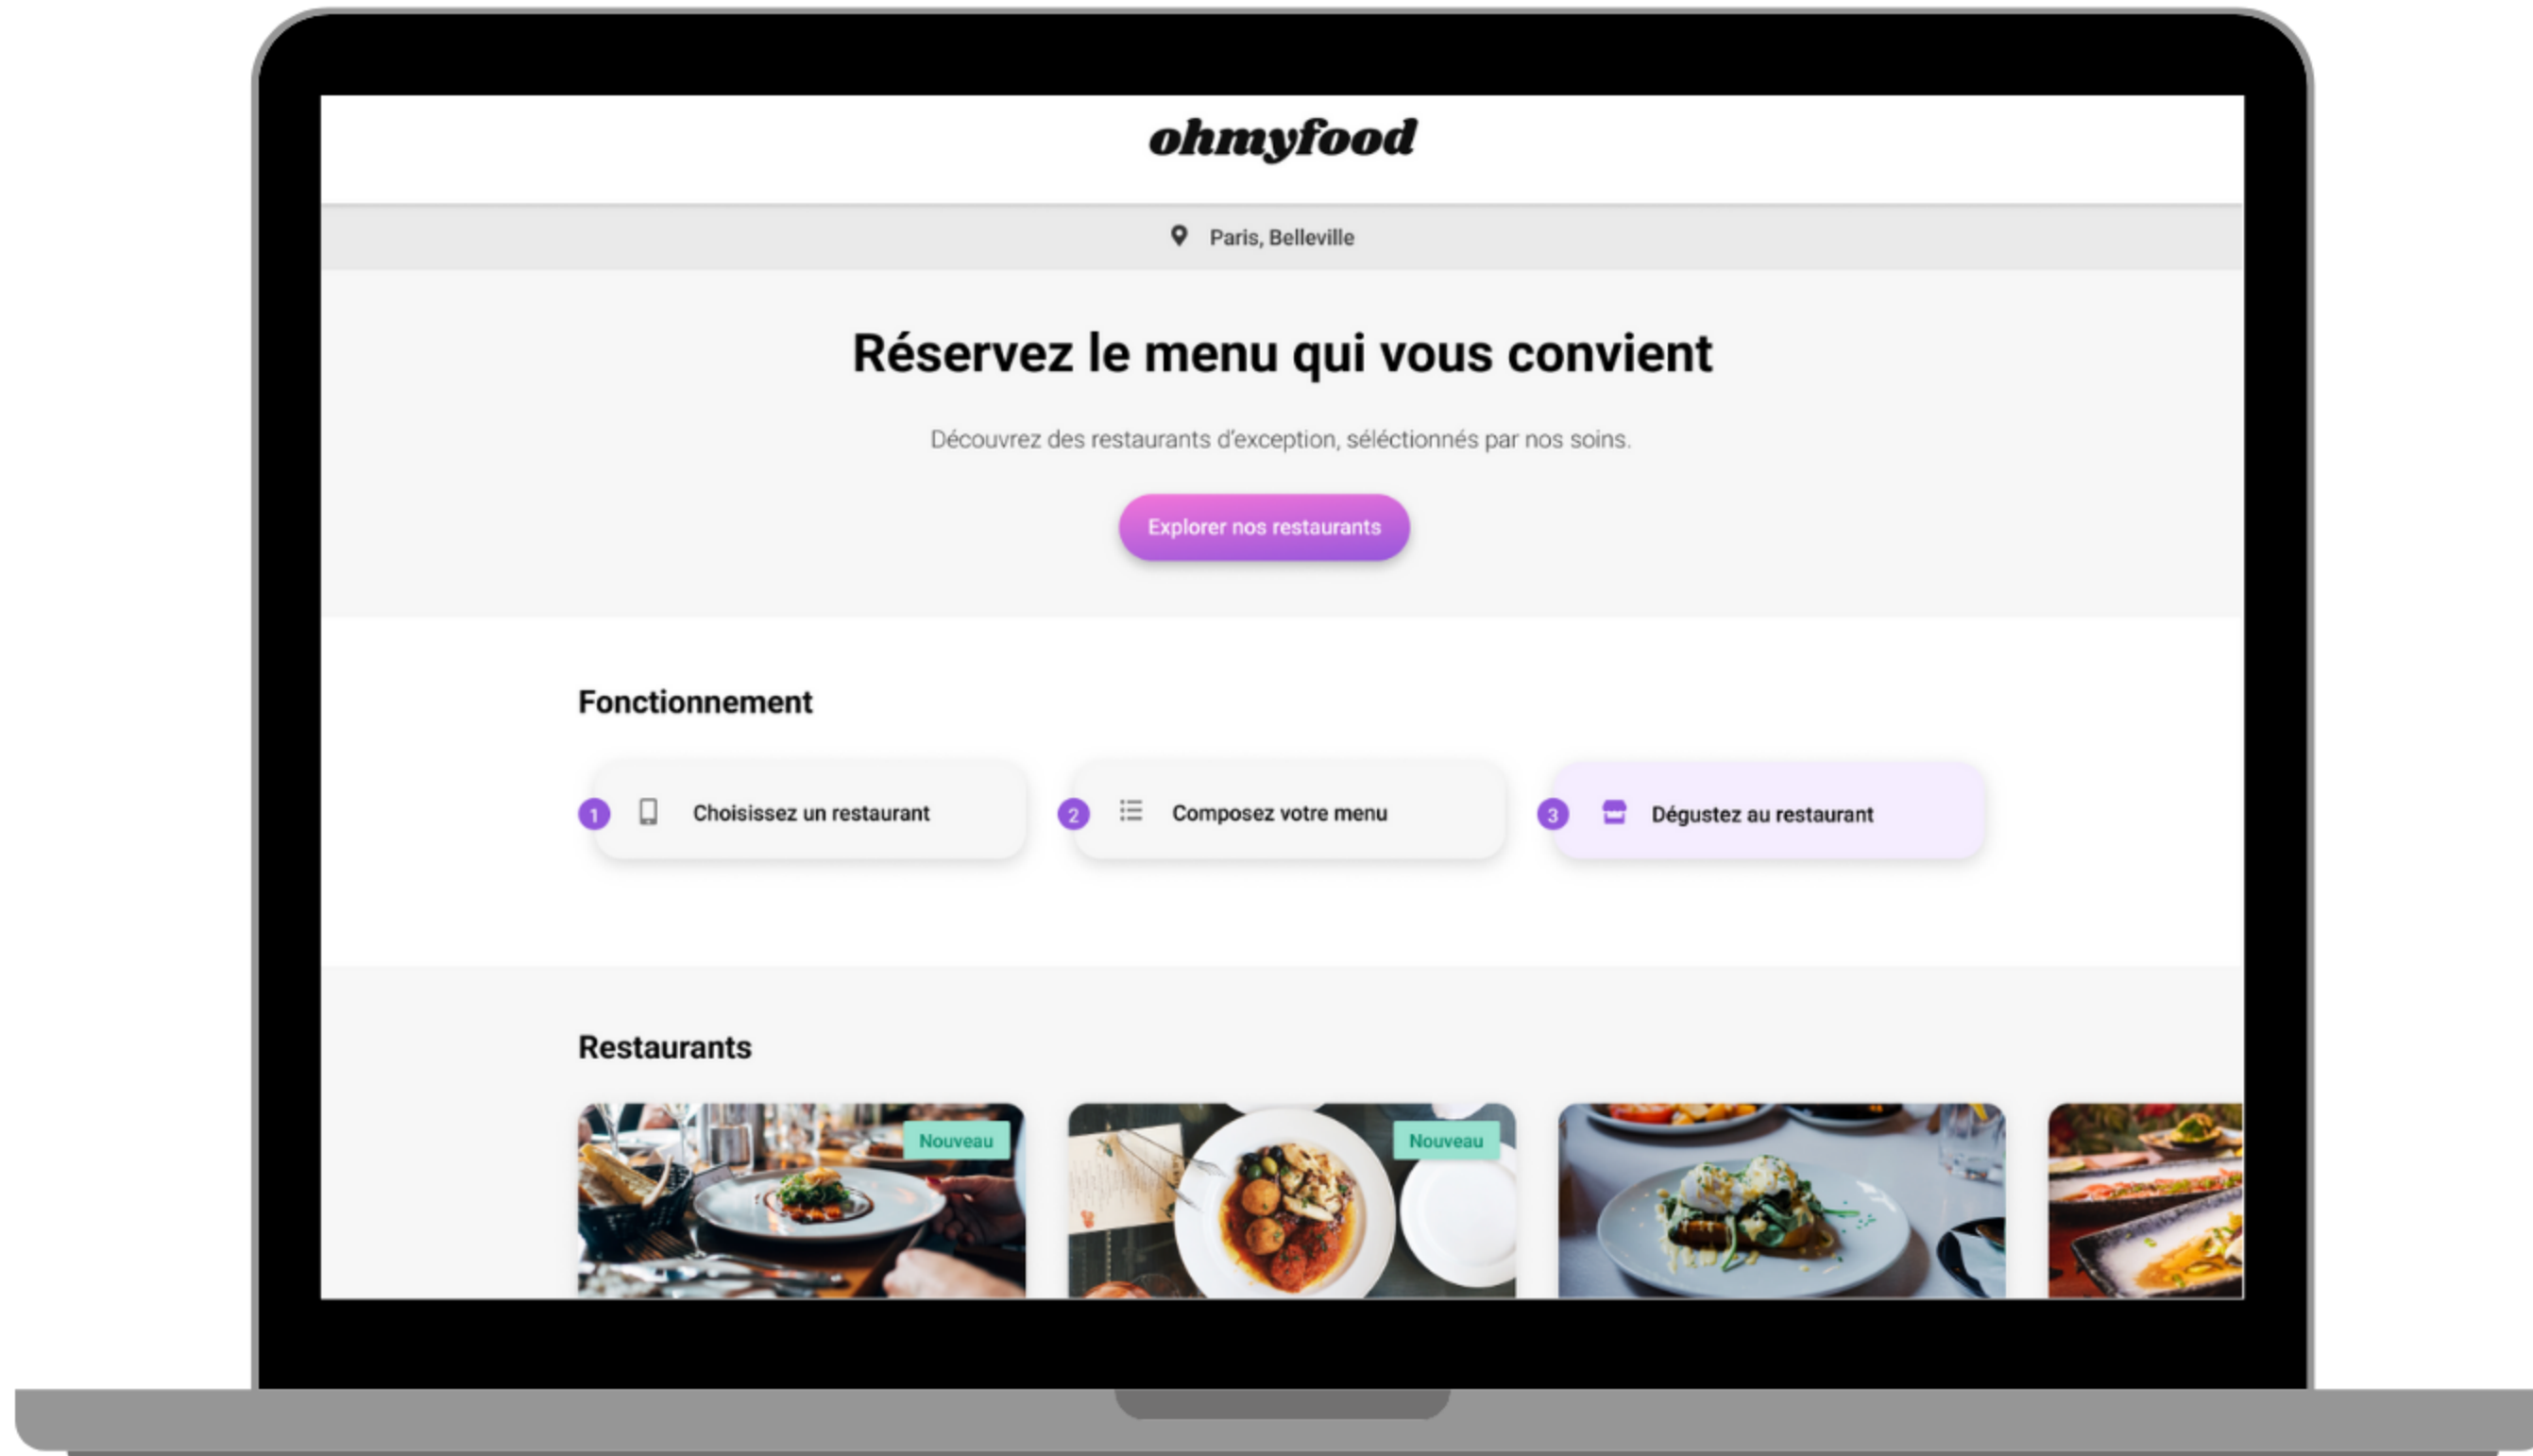 ohmyfood
Paris, Belleville
Réservez le menu qui vous convient
Découvrez des restaurants d'exception, séléctionnés par nos soins.
Explorer nos restaurants
Fonctionnement
1 Choisissez un restaurant
2 Composez votre menu
3 Dégustez au restaurant
Restaurants
Nouveau
Nouveau